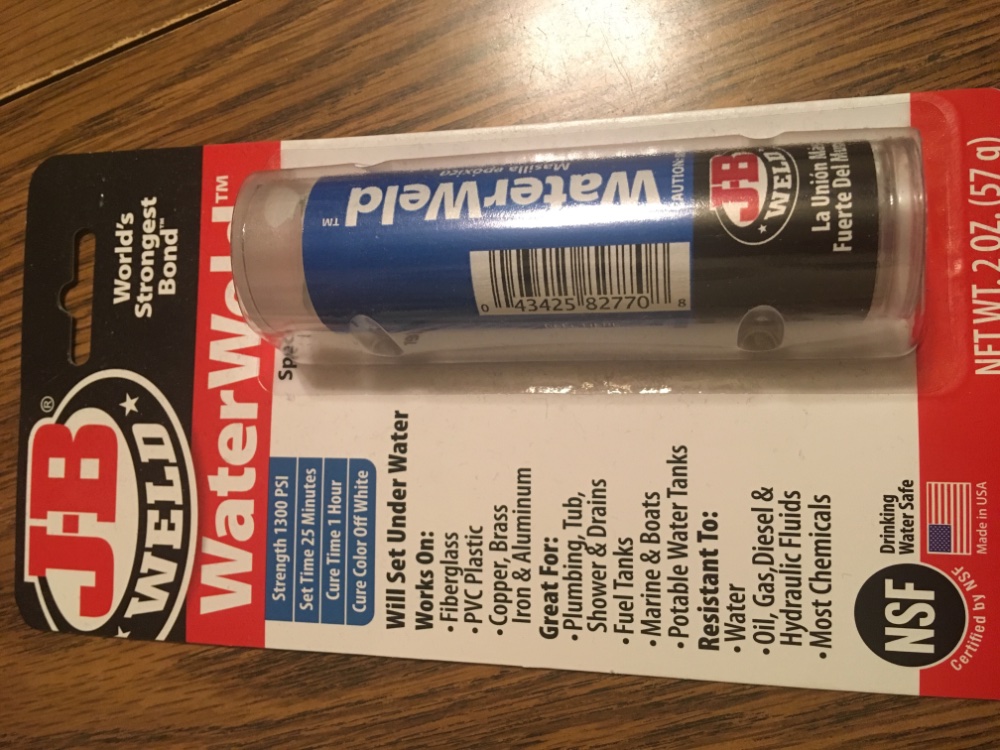 World's
Strongest
Bond™
J-B
WELD
®
WaterWeld™
Strength 1300 PSI
Set Time 25 Minutes
Cure Time 1 Hour
Cure Color Off White
Will Set Under Water
Works On:
• Fiberglass
• PVC Plastic
• Copper, Brass
Iron & Aluminum
Great For:
• Plumbing, Tub,
Shower & Drains
• Fuel Tanks
• Marine & Boats
• Potable Water Tanks
Resistant To:
• Water
• Oil, Gas, Diesel &
Hydraulic Fluids
• Most Chemicals
NSF
Certified by NSF
Drinking
Water Safe
Made in USA
NET WT. 2 OZ. (57 g)
WaterWeld™
Masilla epóxica
CAUTION:
0 43425 82770 8
J-B
WELD
La Unión
Fuerte Del